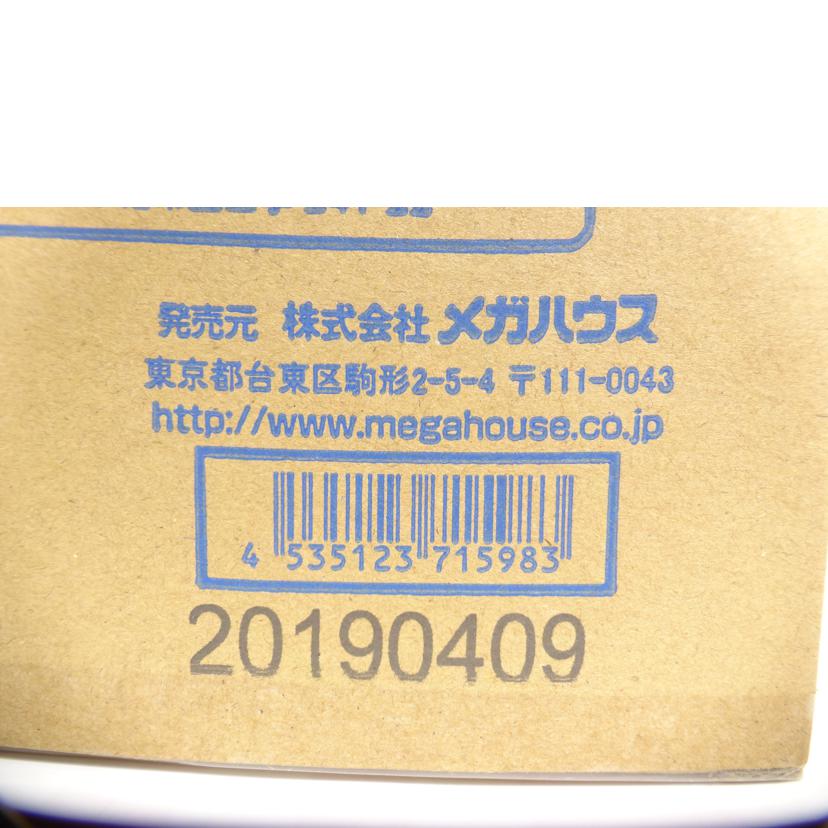 発売元 株式会社 メガハウス
東京都台東区駒形2-5-4 〒111-0043
http://www.megahouse.co.jp
4 535123 715983
20190409